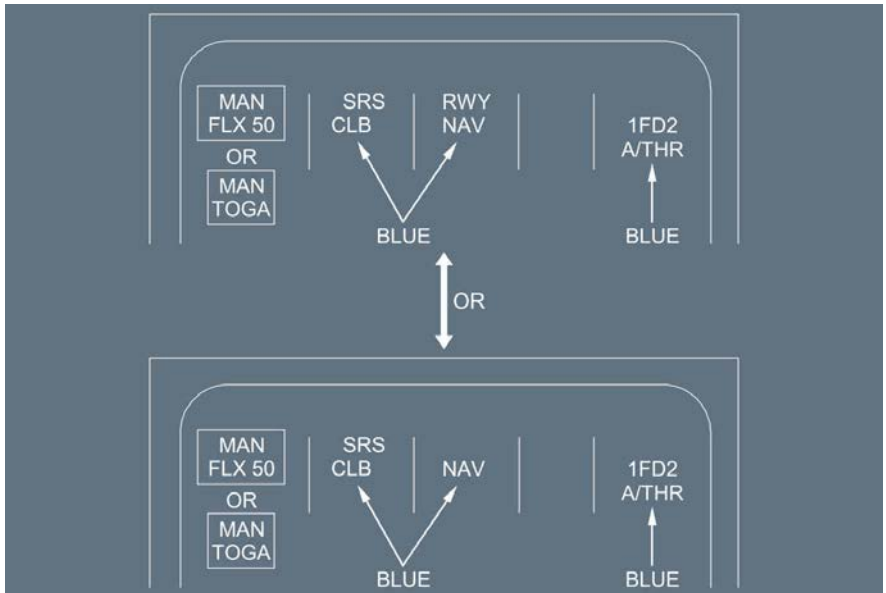 MAN
FLX 50
OR
MAN
TOGA
SRS
CLB
RWY
NAV
1FD2
A/THR
BLUE
BLUE
OR
MAN
FLX 50
OR
MAN
TOGA
SRS
CLB
NAV
1FD2
A/THR
BLUE
BLUE